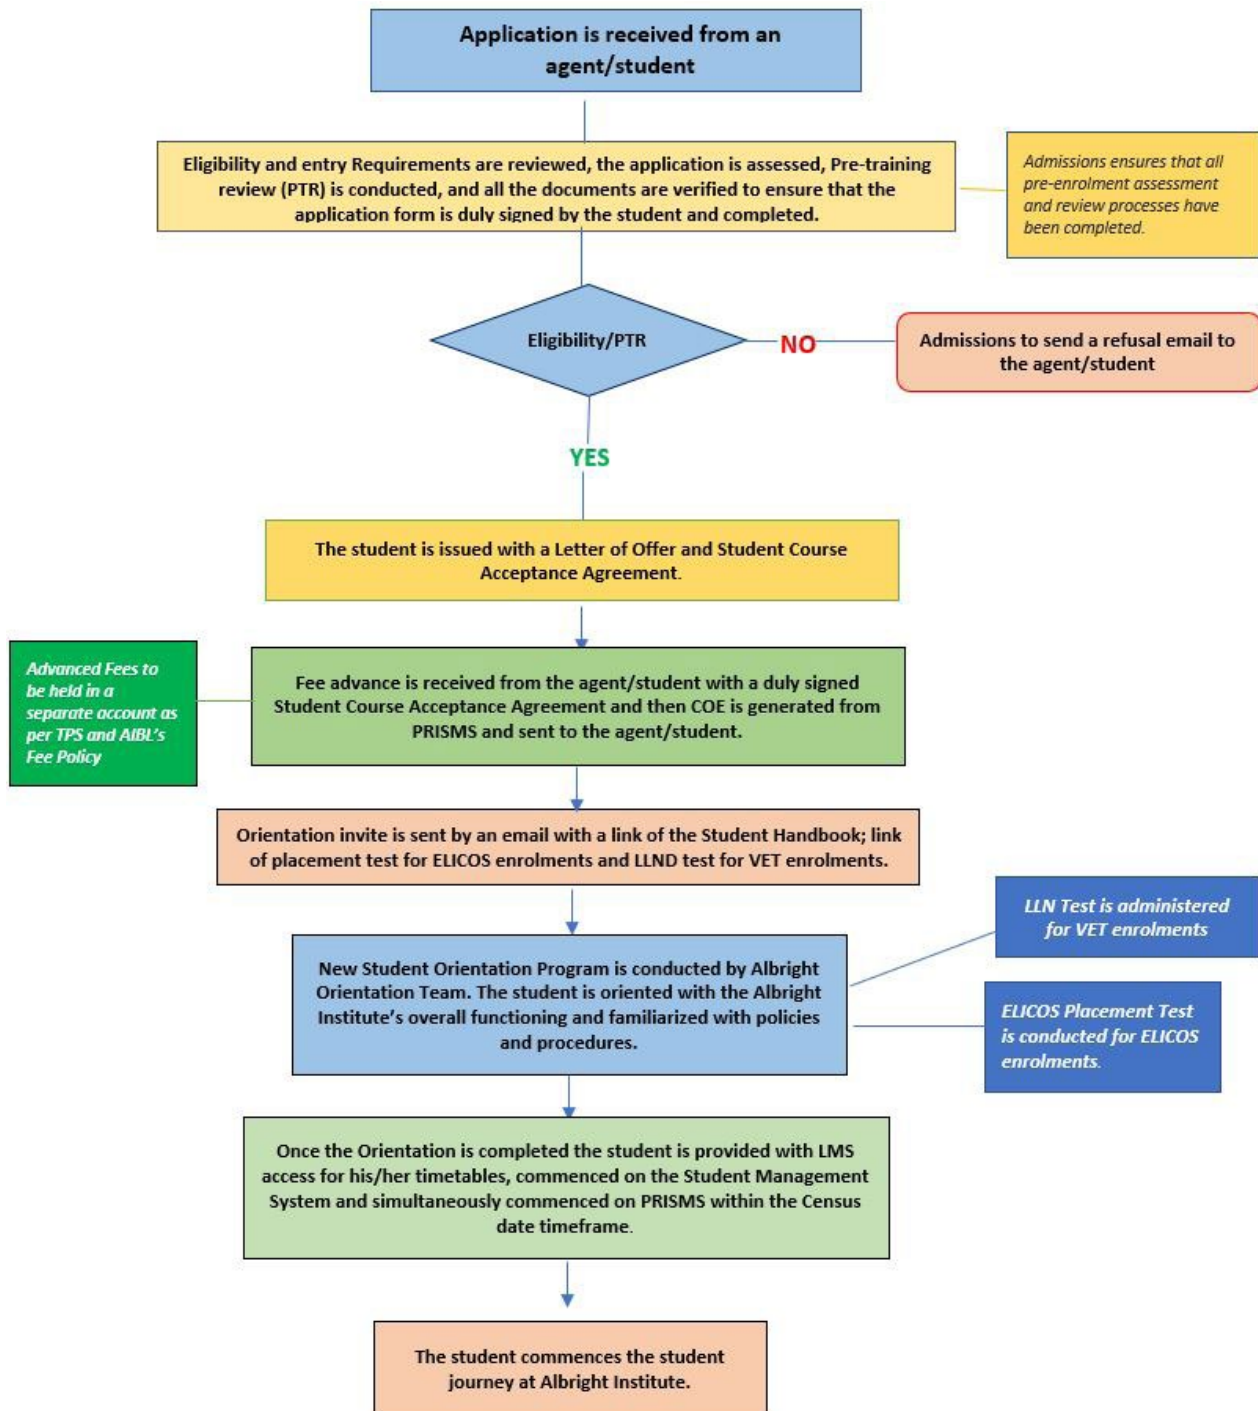 Application is received from an
agent/student
Eligibility and entry Requirements are reviewed, the application is assessed, Pre-training
review (PTR) is conducted, and all the documents are verified to ensure that the
application form is duly signed by the student and completed.
Admissions ensures that all
pre-enrolment assessment
and review processes have
been completed.
Eligibility/PTR
NO
Admissions to send a refusal email to
the agent/student
YES
The student is issued with a Letter of Offer and Student Course
Acceptance Agreement.
Advanced Fees to
be held in a
separate account as
per TPS and AIBL's
Fee Policy
Fee advance is received from the agent/student with a duly signed
Student Course Acceptance Agreement and then COE is generated from
PRISMS and sent to the agent/student.
Orientation invite is sent by an email with a link of the Student Handbook; link
of placement test for ELICOS enrolments and LLND test for VET enrolments.
LLN Test is administered
for VET enrolments
New Student Orientation Program is conducted by Albright
Orientation Team. The student is oriented with the Albright
Institute's overall functioning and familiarized with policies
and procedures.
ELICOS Placement Test
is conducted for ELICOS
enrolments.
Once the Orientation is completed the student is provided with LMS
access for his/her timetables, commenced on the Student Management
System and simultaneously commenced on PRISMS within the Census
date timeframe.
The student commences the student
journey at Albright Institute.